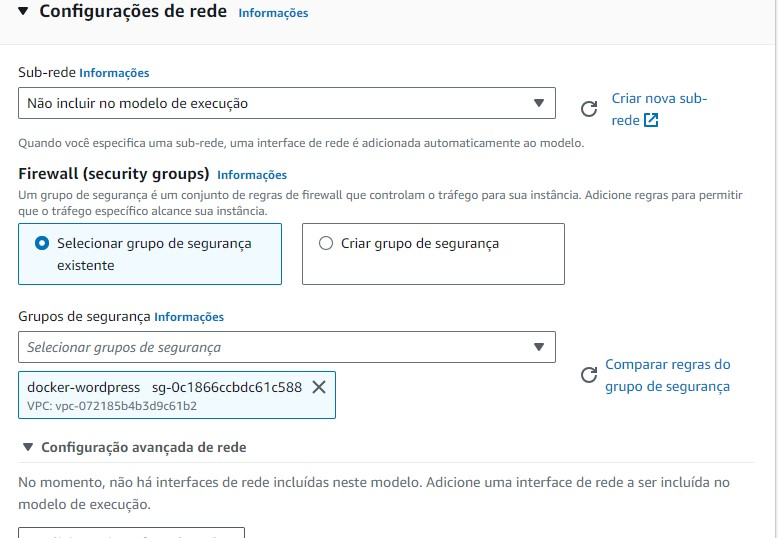 Configurações de rede Informações
Sub-rede Informações
Não incluir no modelo de execução
Criar nova sub-
rede
Quando você especifica uma sub-rede, uma interface de rede é adicionada automaticamente ao modelo.
Firewall (security groups) Informações
Um grupo de segurança é um conjunto de regras de firewall que controlam o tráfego para sua instância. Adicione regras para permitir
que o tráfego específico alcance sua instância.
Selecionar grupo de segurança
existente
Criar grupo de segurança
Grupos de segurança Informações
Selecionar grupos de segurança
Comparar regras do
grupo de segurança
docker-wordpress sg-0c1866ccbdc61c588
VPC: vpc-072185b4b3d9c61b2
Configuração avançada de rede
No momento, não há interfaces de rede incluídas neste modelo. Adicione uma interface de rede a ser incluída no
modelo de execução.